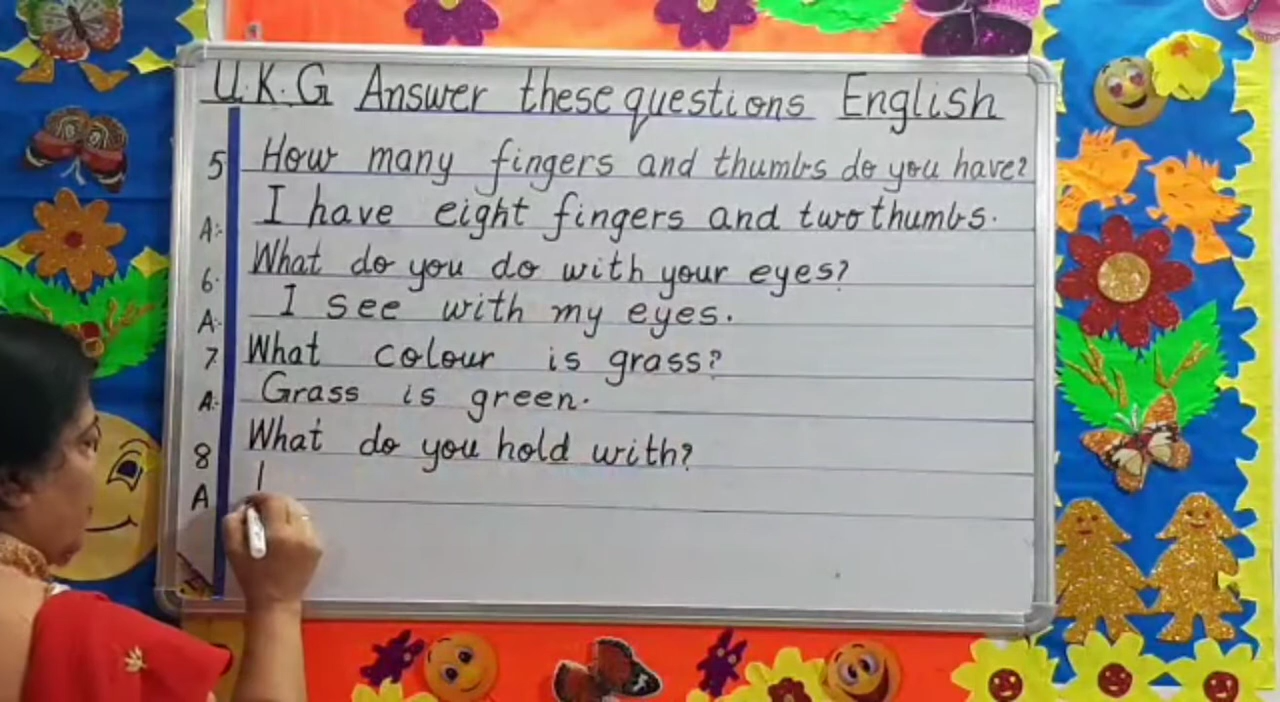 U.K.G Answer these questions English
5 How many fingers and thumbs do you have?
A:- I have eight fingers and two thumbs.
6. What do you do with your eyes?
A:- I see with my eyes.
7. What colour is grass?
A:- Grass is green.
8 What do you hold with?
A I